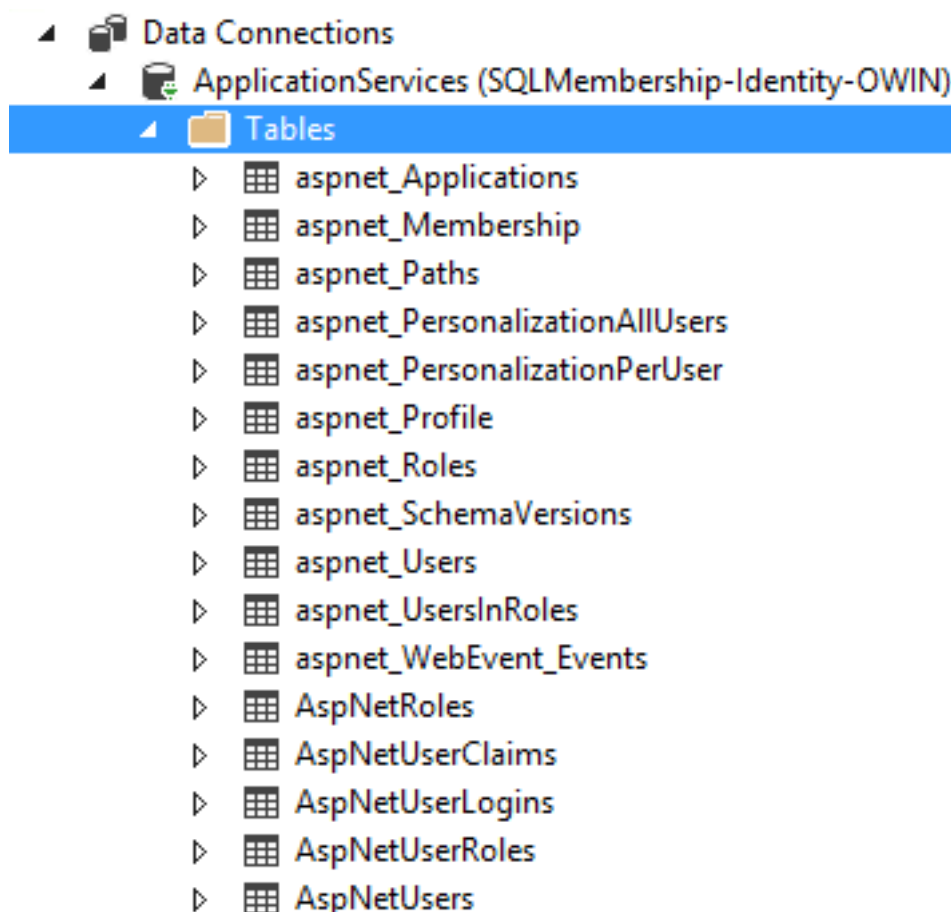 Data Connections
ApplicationServices (SQLMembership-Identity-OWIN)
Tables
aspnet_Applications
aspnet_Membership
aspnet_Paths
aspnet_PersonalizationAllUsers
aspnet_PersonalizationPerUser
aspnet_Profile
aspnet_Roles
aspnet_SchemaVersions
aspnet_Users
aspnet_UsersInRoles
aspnet_WebEvent_Events
AspNetRoles
AspNetUserClaims
AspNetUserLogins
AspNetUserRoles
AspNetUsers